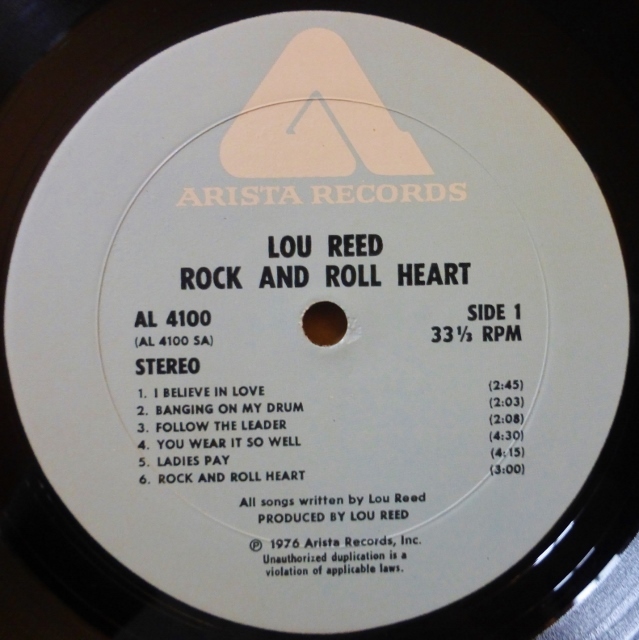 ARISTA RECORDS
LOU REED
ROCK AND ROLL HEART
AL 4100
(AL 4100 SA)
STEREO
SIDE 1
33 1/3 RPM
1. I BELIEVE IN LOVE (2:45)
2. BANGING ON MY DRUM (2:03)
3. FOLLOW THE LEADER (2:08)
4. YOU WEAR IT SO WELL (4:30)
5. LADIES PAY (4:15)
6. ROCK AND ROLL HEART (3:00)
All songs written by Lou Reed
PRODUCED BY LOU REED
℗ 1976 Arista Records, Inc.
Unauthorized duplication is a
violation of applicable laws.